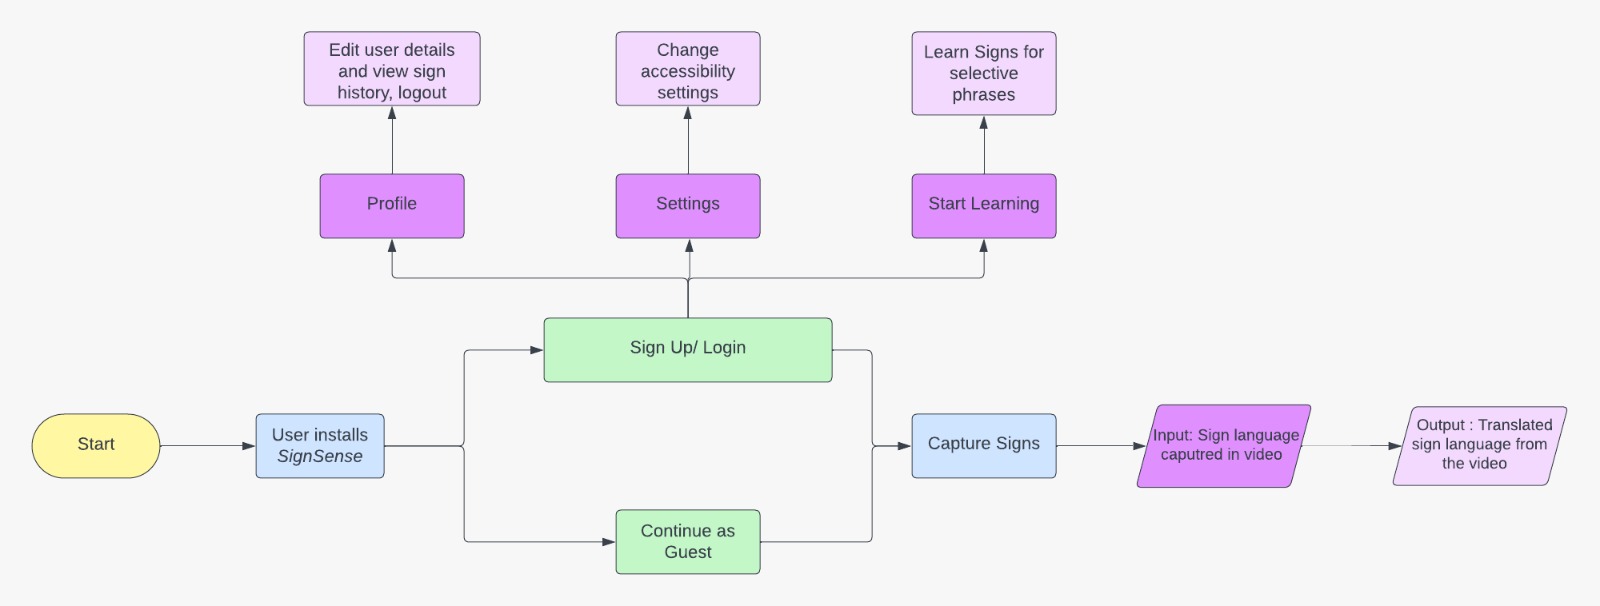 Edit user details
and view sign
history, logout
Change
accessibility
settings
Learn Signs for
selective
phrases
Profile
Settings
Start Learning
Sign Up/ Login
Start
User installs
SignSense
Capture Signs
Input: Sign language
caputred in video
Output : Translated
sign language from
the video
Continue as
Guest